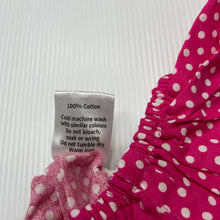 100% Cotton
Cold machine wash
with similar colours
Do not bleach,
soak or wring
Do not tumble dry
Warm iron